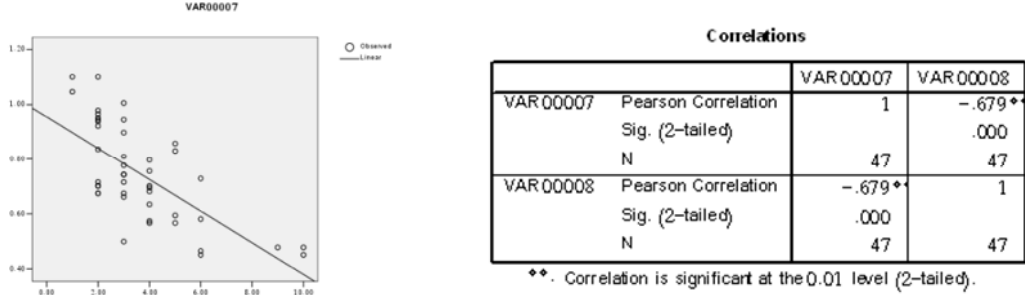 VAR00007
1.20
1.00
0.80
0.60
0.40
0.00 2.00 4.00 6.00 8.00 10.00
Observed
Linear
Correlations
VAR00007 VAR00008
VAR00007 Pearson Correlation 1 -.679**
Sig. (2-tailed) .000
N 47 47
VAR00008 Pearson Correlation -.679** 1
Sig. (2-tailed) .000
N 47 47
**. Correlation is significant at the 0.01 level (2-tailed).